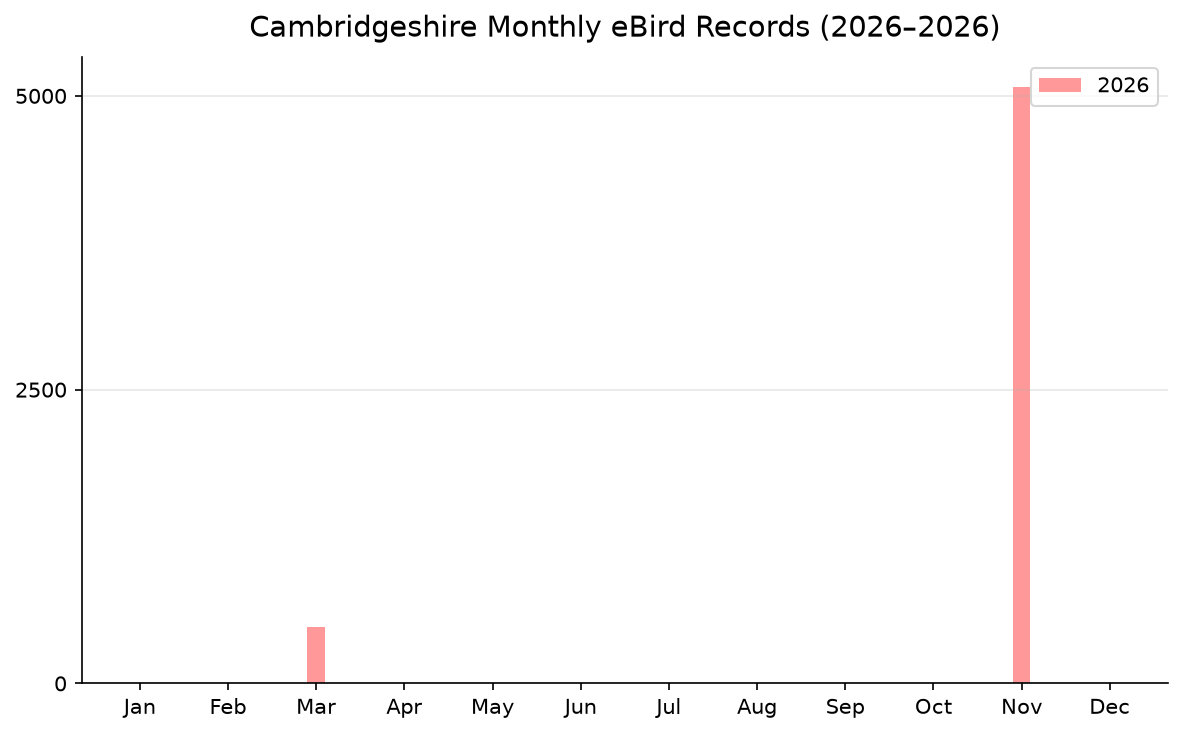 Cambridgeshire Monthly eBird Records (2026–2026)
2026
5000
2500
0
Jan Feb Mar Apr May Jun Jul Aug Sep Oct Nov Dec